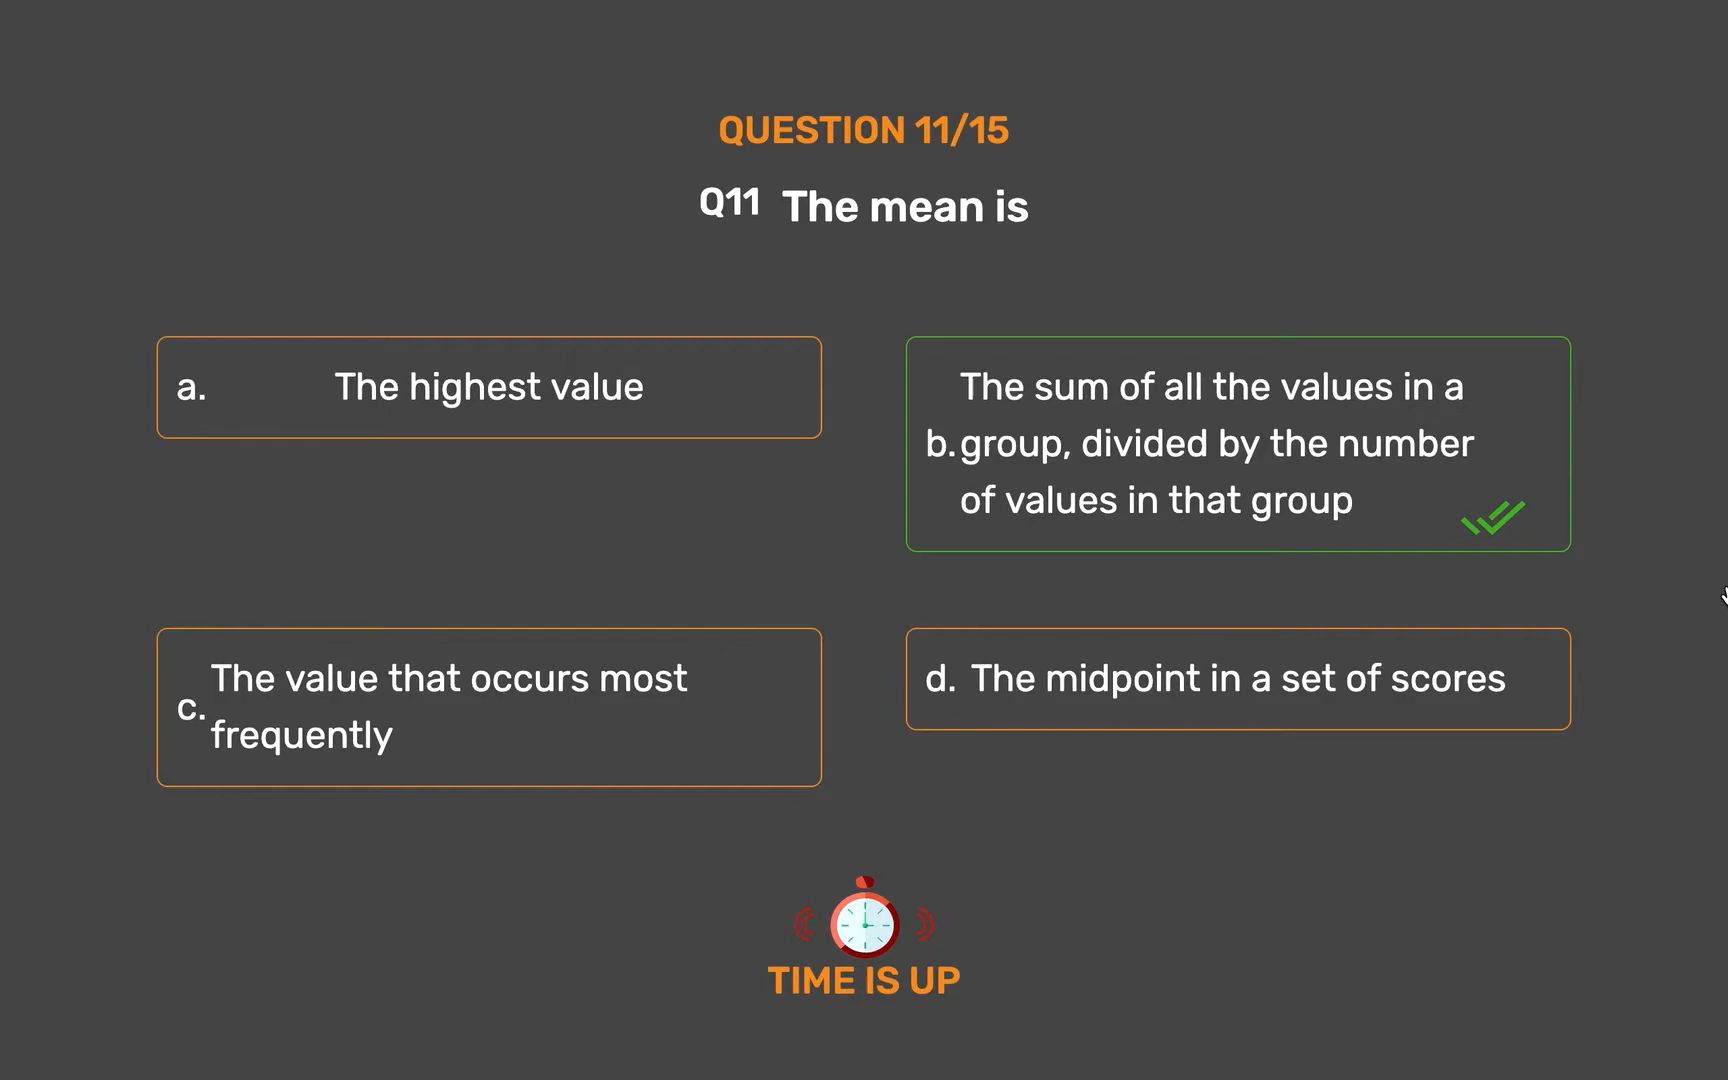 QUESTION 11/15
Q11 The mean is
a. The highest value
The sum of all the values in a
b. group, divided by the number
of values in that group
The value that occurs most
c.
frequently
d. The midpoint in a set of scores
TIME IS UP